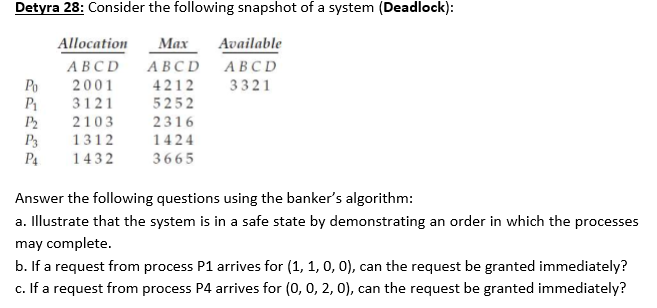 Detyra 28: Consider the following snapshot of a system (Deadlock):
Allocation Max Available
A B C D A B C D A B C D
P0 2 0 0 1 4 2 1 2 3 3 2 1
P1 3 1 2 1 5 2 5 2
P2 2 1 0 3 2 3 1 6
P3 1 3 1 2 1 4 2 4
P4 1 4 3 2 3 6 6 5
Answer the following questions using the banker's algorithm:
a. Illustrate that the system is in a safe state by demonstrating an order in which the processes
may complete.
b. If a request from process P1 arrives for (1, 1, 0, 0), can the request be granted immediately?
c. If a request from process P4 arrives for (0, 0, 2, 0), can the request be granted immediately?